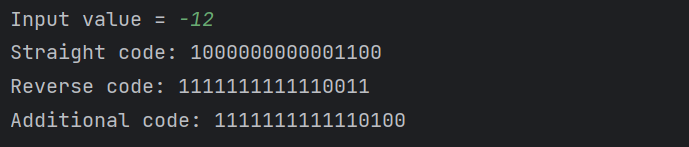 Input value = -12
Straight code: 1000000000001100
Reverse code: 1111111111110011
Additional code: 1111111111110100